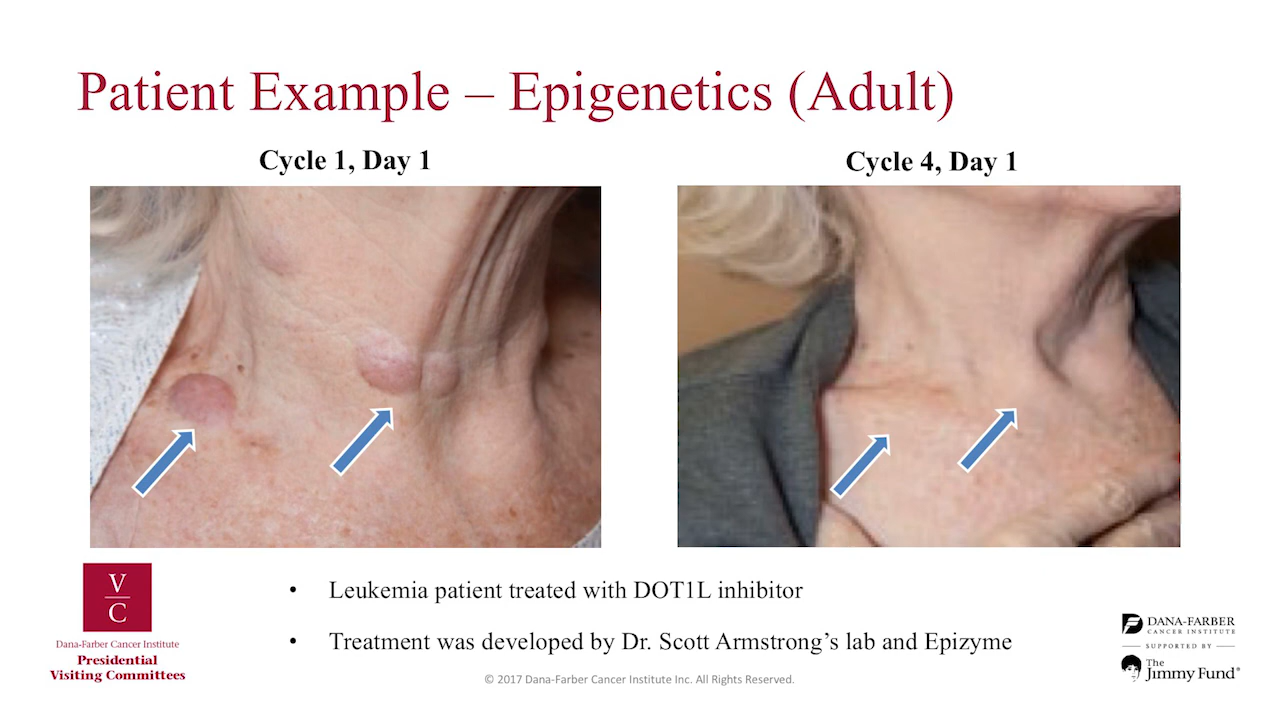 Patient Example – Epigenetics (Adult)
Cycle 1, Day 1
Cycle 4, Day 1
• Leukemia patient treated with DOT1L inhibitor
• Treatment was developed by Dr. Scott Armstrong’s lab and Epizyme
V
C
Dana-Farber Cancer Institute
Presidential
Visiting Committees
© 2017 Dana-Farber Cancer Institute Inc. All Rights Reserved.
DANA-FARBER
CANCER INSTITUTE
SUPPORTED BY
The
Jimmy Fund®